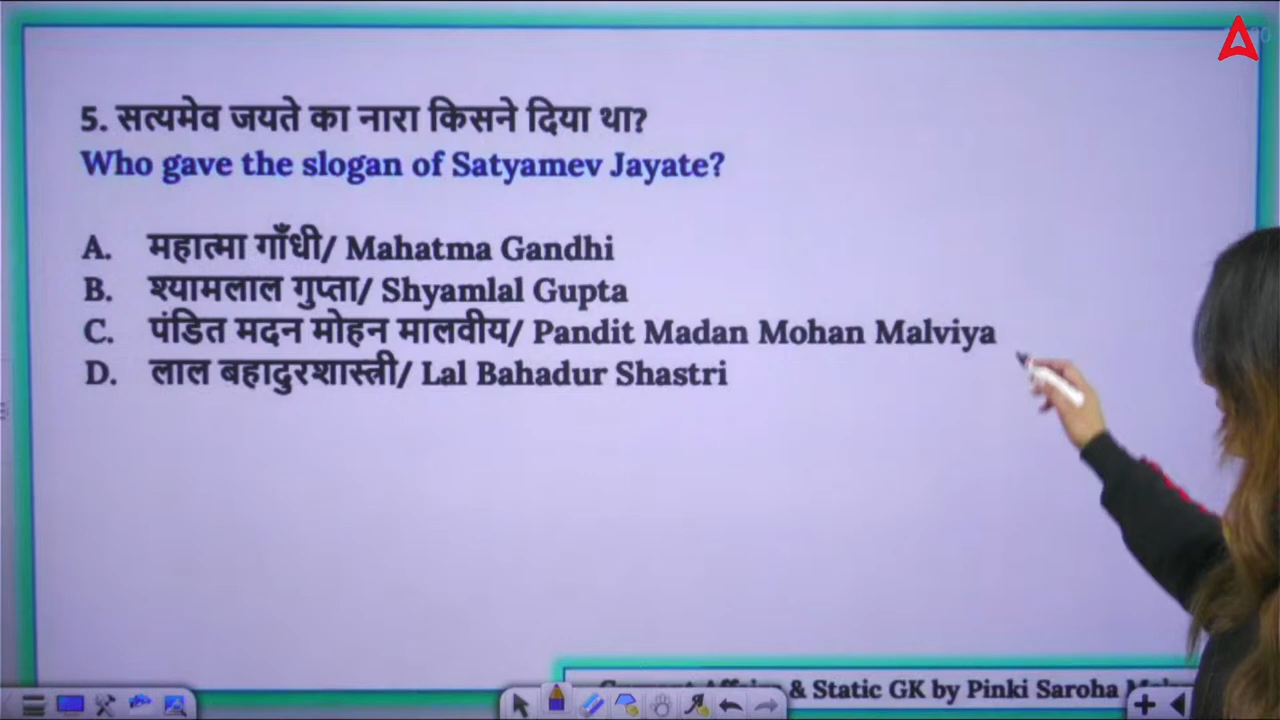 5. सत्यमेव जयते का नारा किसने दिया था?
Who gave the slogan of Satyamev Jayate?
A. महात्मा गाँधी/ Mahatma Gandhi
B. श्यामलाल गुप्ता/ Shyamlal Gupta
C. पंडित मदन मोहन मालवीय/ Pandit Madan Mohan Malviya
D. लाल बहादुरशास्त्री/ Lal Bahadur Shastri
& Static GK by Pinki Saroha